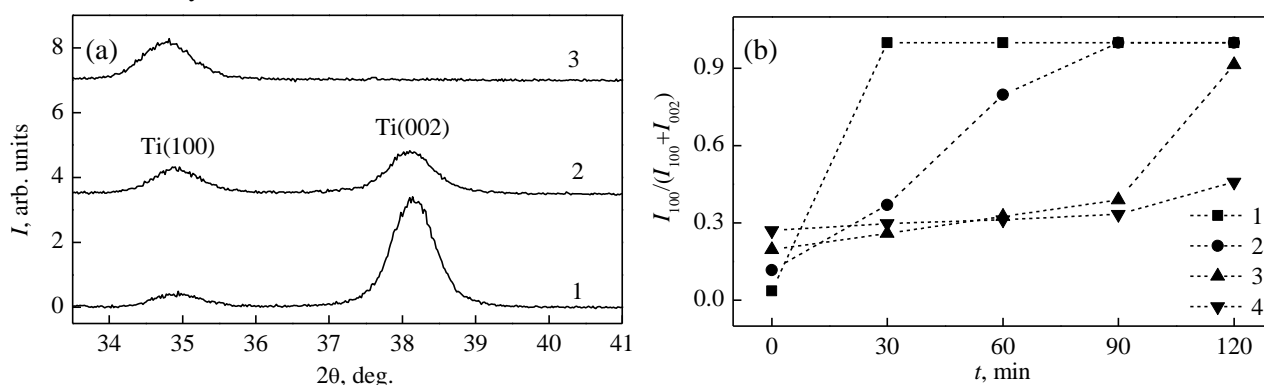 (a)
I, arb. units
8
6
4
2
0
3
Ti(100)
Ti(002)
2
1
34 35 36 37 38 39 40 41
2θ, deg.
(b)
I100/(I100+I002)
0.9
0.6
0.3
0.0
1
2
3
4
0 30 60 90 120
t, min